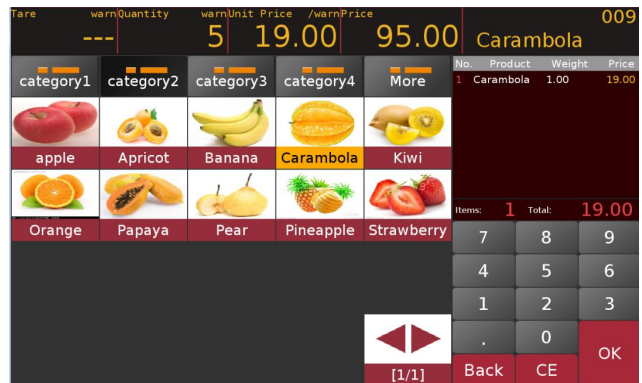 Tare warn Quantity warn Unit Price /warn Price 009
--- 5 19.00 95.00 Carambola
category1 category2 category3 category4 More
No. Product Weight Price
1 Carambola 1.00 19.00
apple Apricot Banana Carambola Kiwi
Orange Papaya Pear Pineapple Strawberry
Items: 1 Total: 19.00
7 8 9
4 5 6
1 2 3
. 0 OK
Back CE
[1/1]